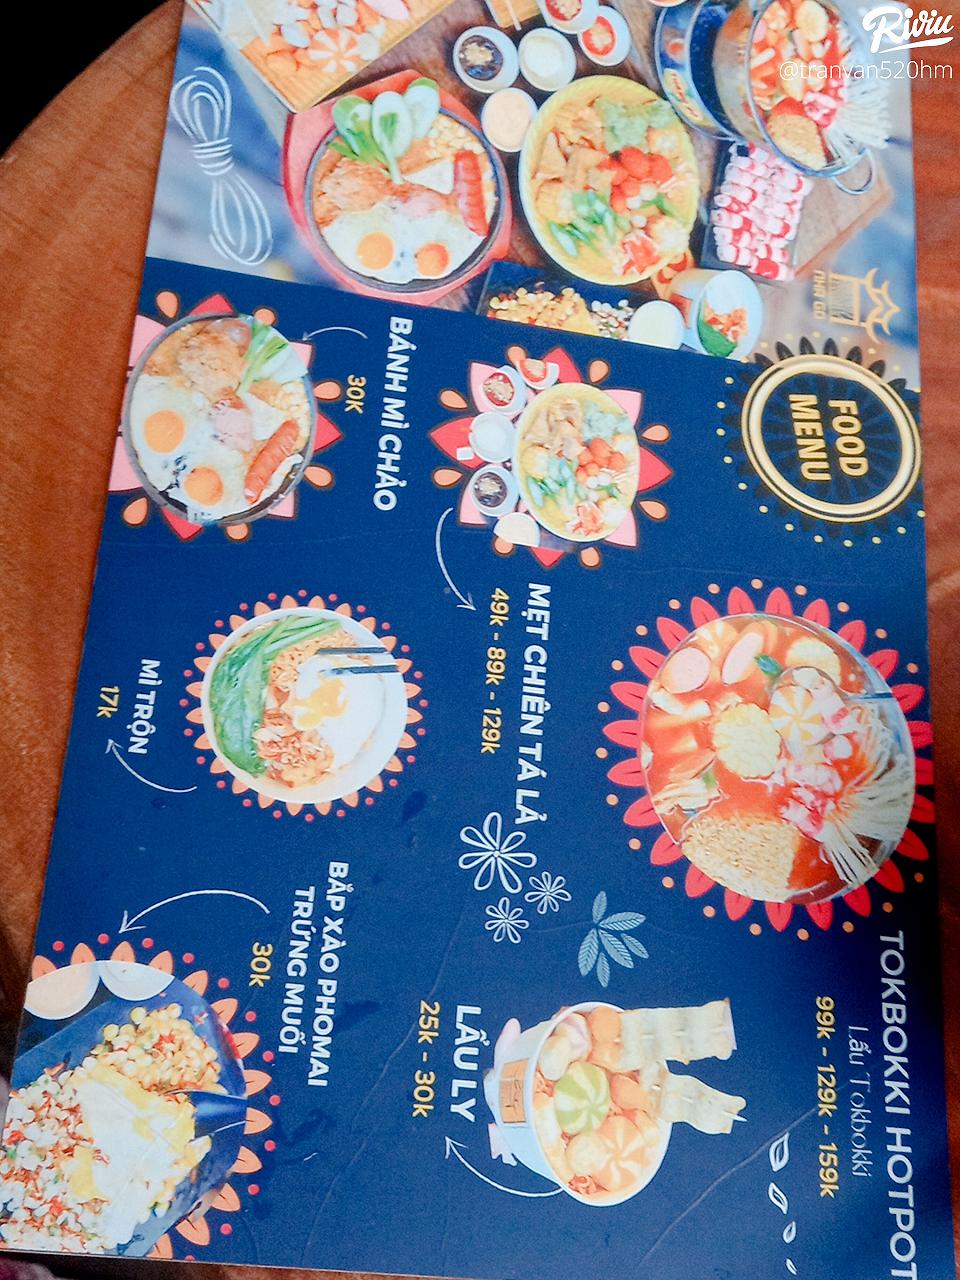 Riviu
@tranvan520hm
FOOD
MENU
TOKBOKKI HOTPOT
Lẩu Tokbokki
99k - 129k - 159k
MẸT CHIÊN TÁ LẢ
49k - 89k - 129k
LẨU LY
25k - 30k
BÁNH MÌ CHẢO
30K
MÌ TRỘN
17k
BẮP XÀO PHOMAI
TRỨNG MUỐI
30k